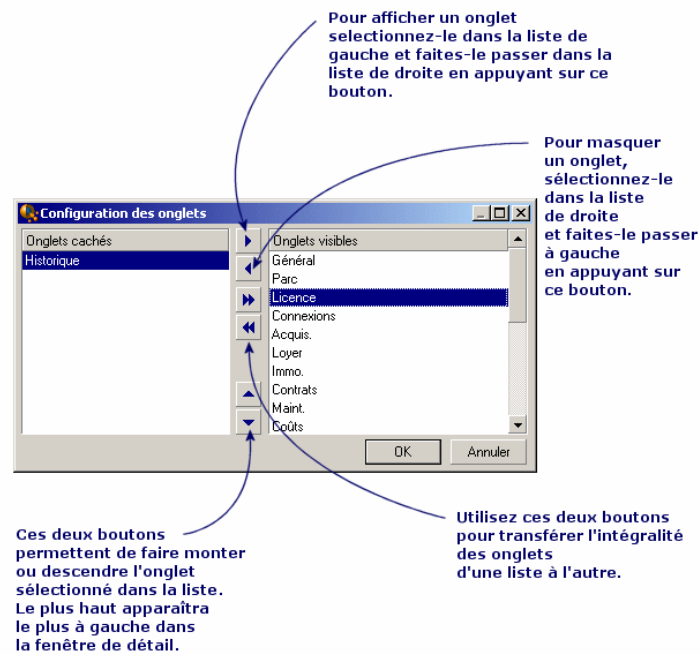 Pour afficher un onglet
selectionnez-le dans la liste de
gauche et faites-le passer dans la
liste de droite en appuyant sur ce
bouton.
Pour masquer
un onglet,
sélectionnez-le
dans la liste
de droite
et faites-le passer
à gauche
en appuyant sur
ce bouton.
Configuration des onglets
Onglets cachés
Historique
Onglets visibles
Général
Parc
Licence
Connexions
Acquis.
Loyer
Immo.
Contrats
Maint.
Coûts
OK
Annuler
Ces deux boutons
permettent de faire monter
ou descendre l'onglet
sélectionné dans la liste.
Le plus haut apparaîtra
le plus à gauche dans
la fenêtre de détail.
Utilisez ces deux boutons
pour transférer l'intégralité
des onglets
d'une liste à l'autre.